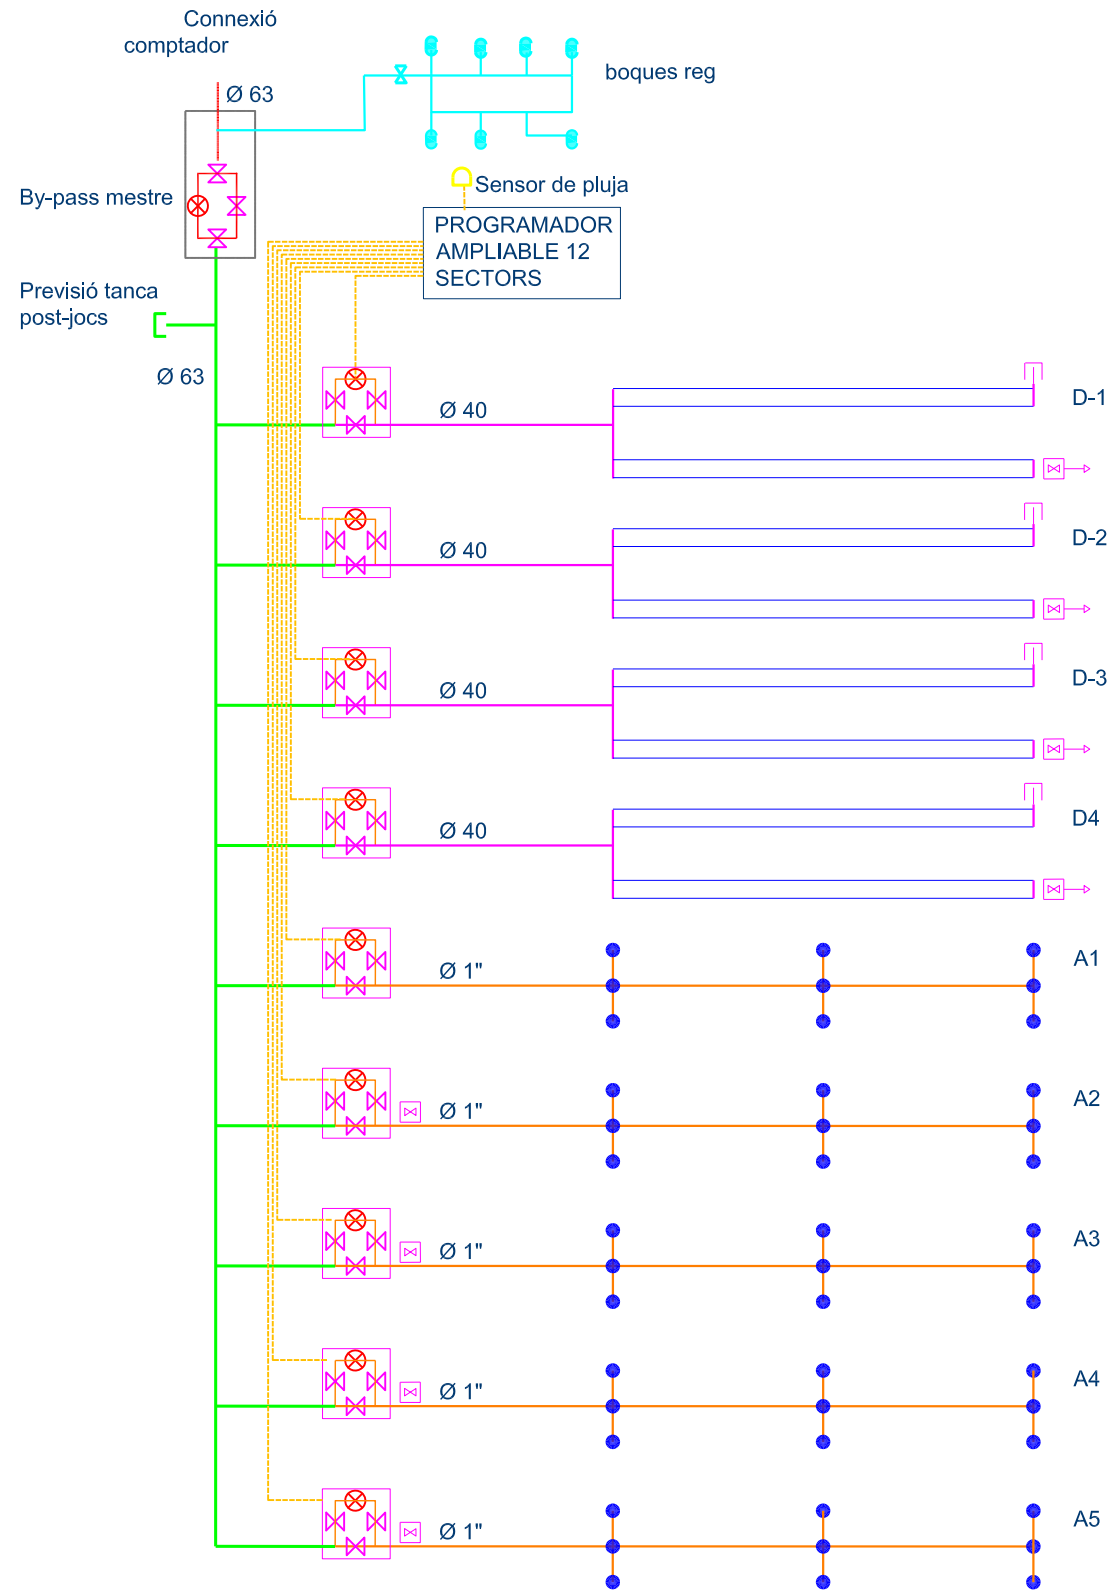 Connexió
comptador
Ø 63
boques reg
By-pass mestre
Sensor de pluja
PROGRAMADOR
AMPLIABLE 12
SECTORS
Previsió tanca
post-jocs
Ø 63
Ø 40
D-1
Ø 40
D-2
Ø 40
D-3
Ø 40
D4
Ø 1"
A1
Ø 1"
A2
Ø 1"
A3
Ø 1"
A4
Ø 1"
A5